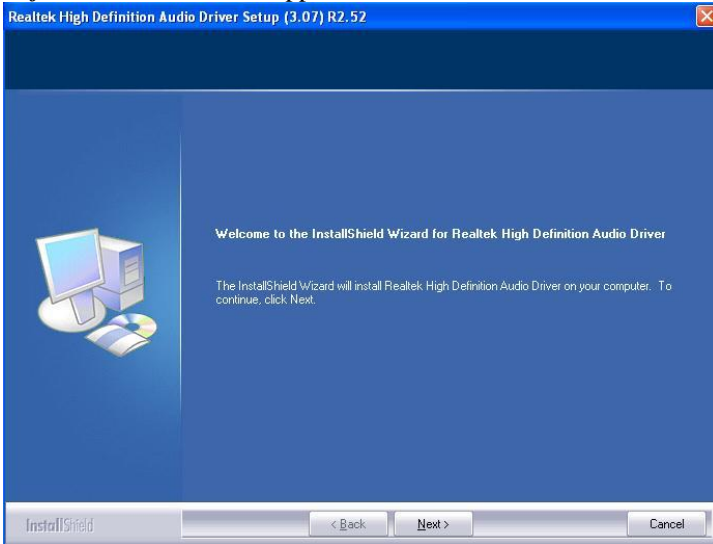 Realtek High Definition Audio Driver Setup (3.07) R2.52
Welcome to the InstallShield Wizard for Realtek High Definition Audio Driver
The InstallShield Wizard will install Realtek High Definition Audio Driver on your computer. To
continue, click Next.
InstallShield
< Back Next > Cancel